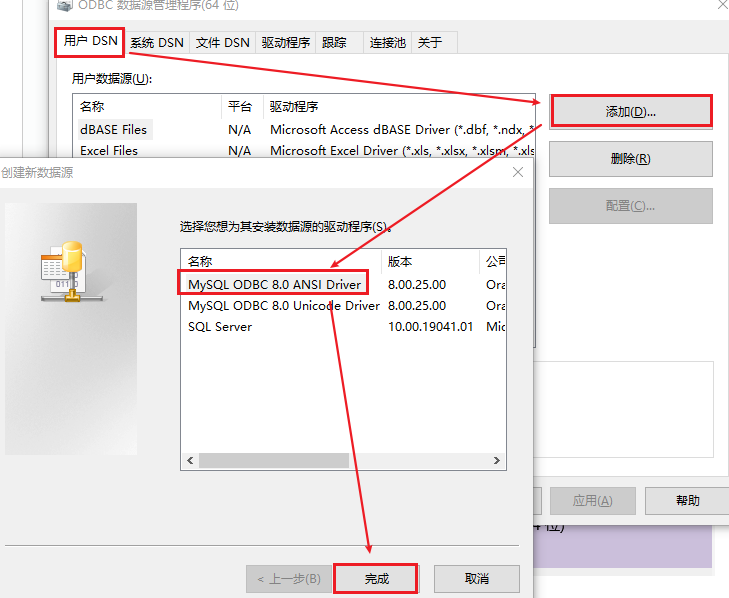 ODBC 数据源管理程序(64 位)
用户 DSN 系统 DSN 文件 DSN 驱动程序 跟踪 连接池 关于
用户数据源(U):
名称 平台 驱动程序
dBASE Files N/A Microsoft Access dBASE Driver (*.dbf, *.ndx, *
Excel Files N/A Microsoft Excel Driver (*.xls, *.xlsx, *.xlsm, *.xls
添加(D)...
删除(R)
配置(C)...
创建新数据源
选择您想为其安装数据源的驱动程序(S)。
名称 版本 公司
MySQL ODBC 8.0 ANSI Driver 8.00.25.00 Ora
MySQL ODBC 8.0 Unicode Driver 8.00.25.00 Ora
SQL Server 10.00.19041.01 Mic
应用(A) 帮助
4 位)
< 上一步(B) 完成 取消